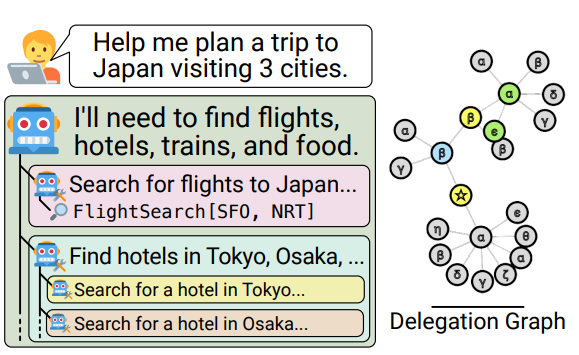 Help me plan a trip to
Japan visiting 3 cities.
I'll need to find flights,
hotels, trains, and food.
Search for flights to Japan...
FlightSearch[SFO, NRT]
Find hotels in Tokyo, Osaka, ...
Search for a hotel in Tokyo...
Search for a hotel in Osaka...
α
β
α
δ
γ
β
ε
β
α
β
γ
☆
ε
η
α
θ
β
α
δ
γ
ζ
Delegation Graph